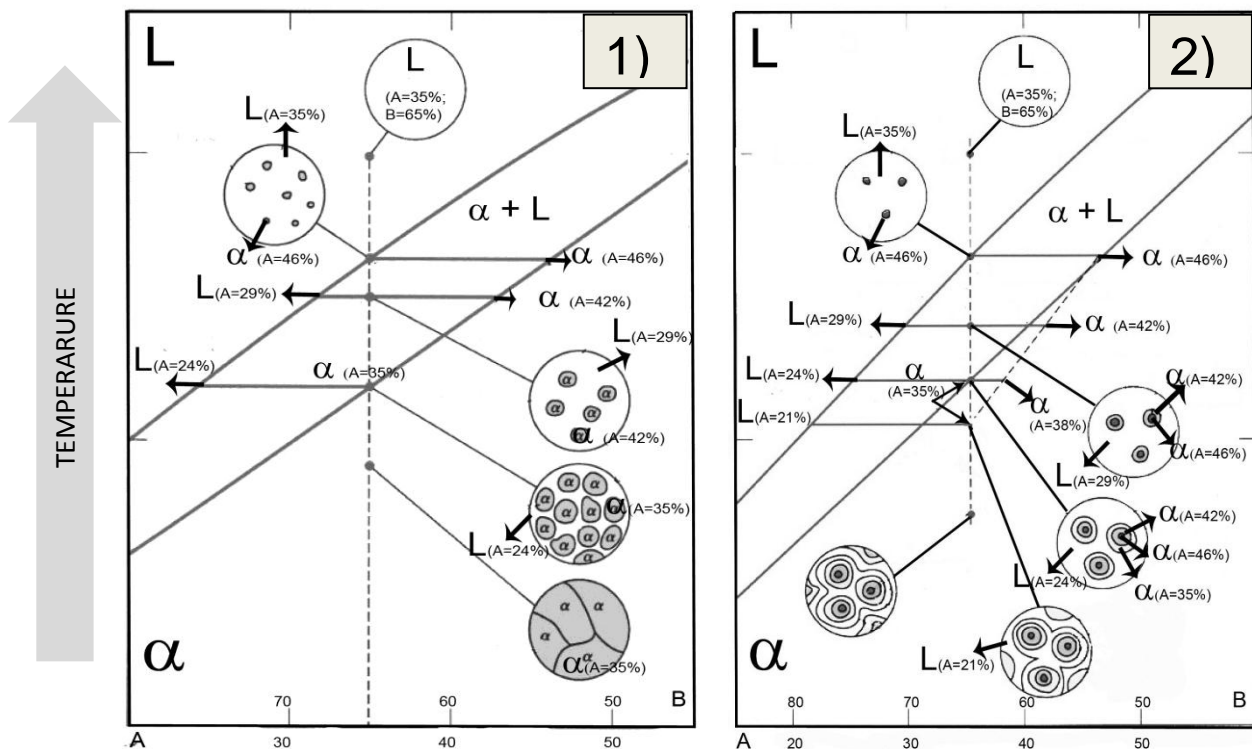 TEMPERARURE
L
1)
L
(A=35%;
B=65%)
L(A=35%)
α (A=46%)
α + L
α (A=46%)
L(A=29%)
α (A=42%)
L(A=29%)
L(A=24%)
α (A=35%)
α
α
α
α
α
α (A=42%)
α
α
α
α
α
α
α
α
α
α
α(A=35%)
L(A=24%)
α
α
α
α
α(A=35%)
α
70
60
50
B
A
30
40
50
L
2)
L
(A=35%;
B=65%)
L(A=35%)
α (A=46%)
α + L
α (A=46%)
L(A=29%)
α (A=42%)
L(A=24%)
α
(A=35%)
α
(A=38%)
L(A=21%)
α(A=42%)
α(A=46%)
L(A=29%)
α(A=42%)
α(A=46%)
L(A=24%)
α(A=35%)
L(A=21%)
α
80
70
60
50
B
A
20
30
40
50